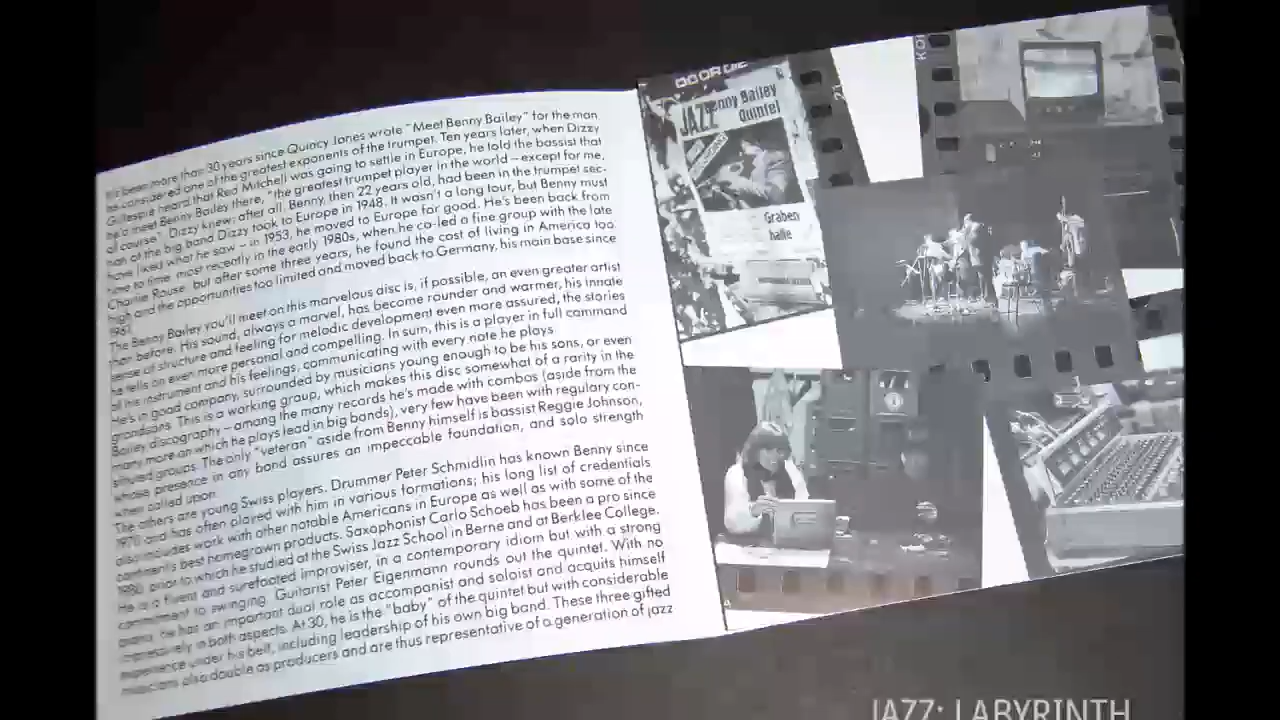 It's been more than 30 years since Quincy Jones wrote "Meet Benny Bailey" for the man
he considered one of the greatest exponents of the trumpet. Ten years later, when Dizzy
Gillespie heard that Red Mitchell was going to settle in Europe, he told the bassist that
he'd meet Benny Bailey there, "the greatest trumpet player in the world – except for me,
of course". Dizzy knew; after all, Benny, then 22 years old, had been in the trumpet sec-
tion of the big band Dizzy took to Europe in 1948. It wasn't a long tour, but Benny must
have liked what he saw – in 1953, he moved to Europe for good. He's been back from
time to time, most recently in the early 1980s, when he co-led a fine group with the late
Charlie Rouse, but after some three years, he found the cost of living in America too
high and the opportunities too limited and moved back to Germany, his main base since
1961.
The Benny Bailey you'll meet on this marvelous disc is, if possible, an even greater artist
than before. His sound, always a marvel, has become rounder and warmer, his innate
sense of structure and feeling for melodic development even more assured, the stories
he tells on even more personal and compelling. In sum, this is a player in full command
of his instrument and his feelings, communicating with every note he plays.
He's in good company, surrounded by musicians young enough to be his sons, or even
grandsons. This is a working group, which makes this disc somewhat of a rarity in the
Bailey discography – among the many records he's made with combos (aside from the
many more on which he plays lead in big bands), very few have been with regulary con-
stituted groups. The only "veteran" aside from Benny himself is bassist Reggie Johnson,
whose presence in any band assures an impeccable foundation, and solo strength
when called upon.
The others are young Swiss players. Drummer Peter Schmidlin has known Benny since
1970 and has often played with him in various formations; his long list of credentials
also includes work with other notable Americans in Europe as well as with some of the
continent's best homegrown products. Saxophonist Carlo Schoeb has been a pro since
1980, prior to which he studied at the Swiss Jazz School in Berne and at Berklee College.
He is a fluent and surefooted improviser, in a contemporary idiom but with a strong
commitment to swinging. Guitarist Peter Eigenmann rounds out the quintet. With no
piano, he has an important dual role as accompanist and soloist and acquits himself
impressively in both aspects. At 30, he is the "baby" of the quintet but with considerable
experience under his belt, including leadership of his own big band. These three gifted
musicians also double as producers and are thus representative of a generation of jazz
DO OR DIE
JAZZ
Benny Bailey
Quintet
Graben
halle
21
KO
JAZZ: LABYRINTH